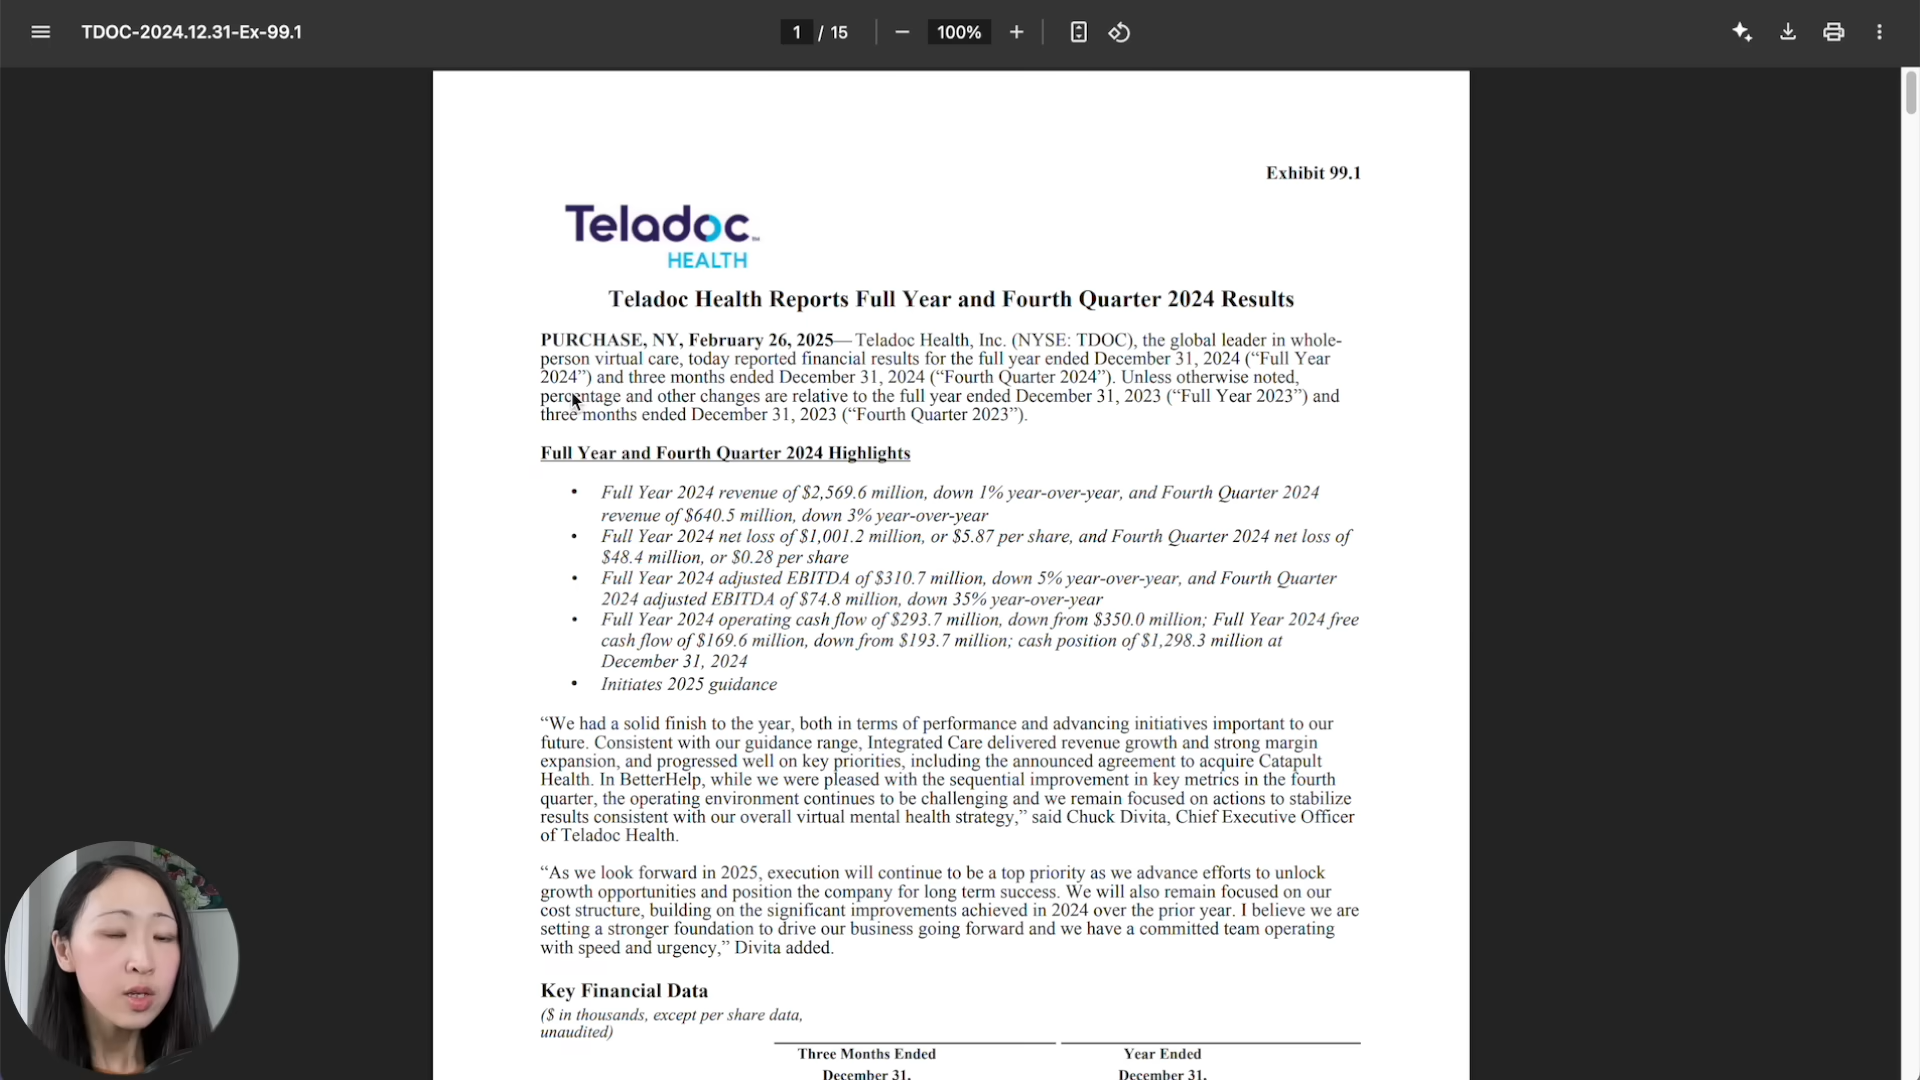 TDOC-2024.12.31-Ex-99.1
1 / 15
100%
Exhibit 99.1
Teladoc™
HEALTH
Teladoc Health Reports Full Year and Fourth Quarter 2024 Results
PURCHASE, NY, February 26, 2025— Teladoc Health, Inc. (NYSE: TDOC), the global leader in whole-
person virtual care, today reported financial results for the full year ended December 31, 2024 (“Full Year
2024”) and three months ended December 31, 2024 (“Fourth Quarter 2024”). Unless otherwise noted,
percentage and other changes are relative to the full year ended December 31, 2023 (“Full Year 2023”) and
three months ended December 31, 2023 (“Fourth Quarter 2023”).
Full Year and Fourth Quarter 2024 Highlights
• Full Year 2024 revenue of $2,569.6 million, down 1% year-over-year, and Fourth Quarter 2024
revenue of $640.5 million, down 3% year-over-year
• Full Year 2024 net loss of $1,001.2 million, or $5.87 per share, and Fourth Quarter 2024 net loss of
$48.4 million, or $0.28 per share
• Full Year 2024 adjusted EBITDA of $310.7 million, down 5% year-over-year, and Fourth Quarter
2024 adjusted EBITDA of $74.8 million, down 35% year-over-year
• Full Year 2024 operating cash flow of $293.7 million, down from $350.0 million; Full Year 2024 free
cash flow of $169.6 million, down from $193.7 million; cash position of $1,298.3 million at
December 31, 2024
• Initiates 2025 guidance
“We had a solid finish to the year, both in terms of performance and advancing initiatives important to our
future. Consistent with our guidance range, Integrated Care delivered revenue growth and strong margin
expansion, and progressed well on key priorities, including the announced agreement to acquire Catapult
Health. In BetterHelp, while we were pleased with the sequential improvement in key metrics in the fourth
quarter, the operating environment continues to be challenging and we remain focused on actions to stabilize
results consistent with our overall virtual mental health strategy,” said Chuck Divita, Chief Executive Officer
of Teladoc Health.
“As we look forward in 2025, execution will continue to be a top priority as we advance efforts to unlock
growth opportunities and position the company for long term success. We will also remain focused on our
cost structure, building on the significant improvements achieved in 2024 over the prior year. I believe we are
setting a stronger foundation to drive our business going forward and we have a committed team operating
with speed and urgency,” Divita added.
Key Financial Data
($ in thousands, except per share data,
unaudited)
Three Months Ended Year Ended
December 31, December 31,